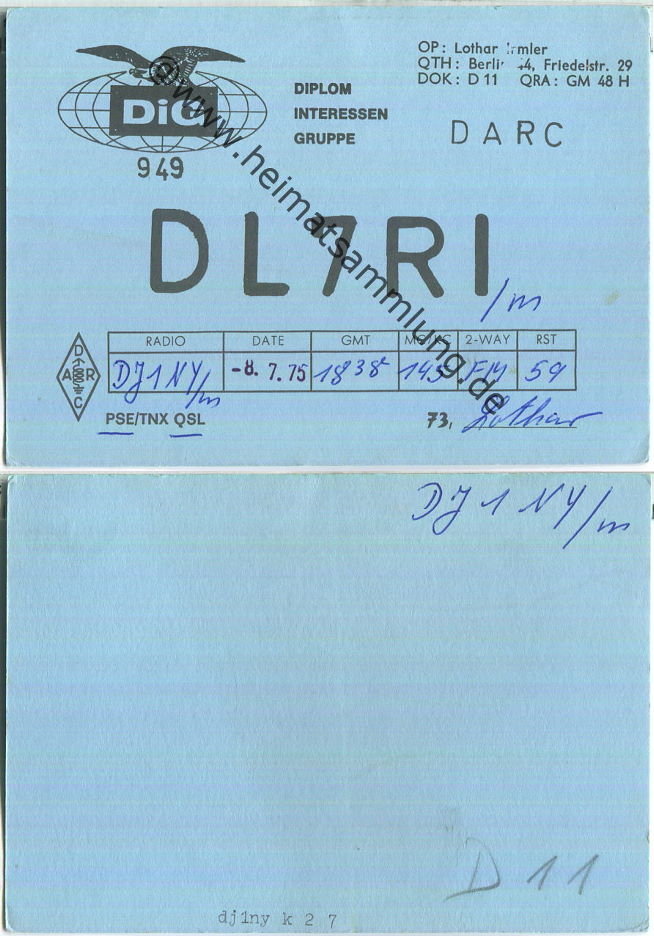 OP: Lothar Irmler
QTH: Berlin 44, Friedelstr. 29
DOK: D 11 QRA: GM 48 H
DiG
949
DIPLOM
INTERESSEN
GRUPPE
DARC
DL7RI
/m
@www.heimatsammlung.de
RADIO DATE GMT MC/KC 2-WAY RST
DJ1NY/m -8. 7. 75 1838 145 FM 59
DARC
PSE/TNX QSL
73, Lothar
DJ1NY/m
D 11
dj1ny k 2 7